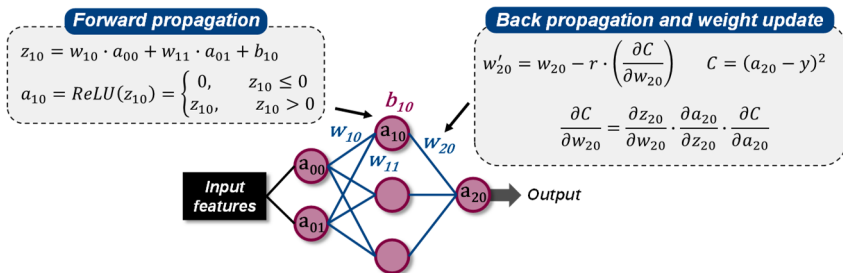 Forward propagation
z₁₀ = w₁₀ · a₀₀ + w₁₁ · a₀₁ + b₁₀
a₁₀ = ReLU(z₁₀) = { 0, z₁₀ ≤ 0
z₁₀, z₁₀ > 0
Back propagation and weight update
w′₂₀ = w₂₀ − r · (∂C/∂w₂₀) C = (a₂₀ − y)²
∂C/∂w₂₀ = ∂z₂₀/∂w₂₀ · ∂a₂₀/∂z₂₀ · ∂C/∂a₂₀
b₁₀
w₁₀ a₁₀ w₂₀
w₁₁
a₀₀
Input
features
a₀₁
a₂₀
Output